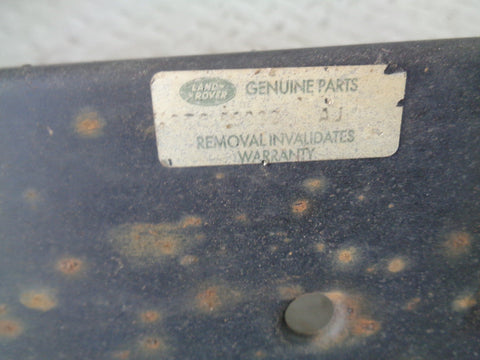 LAND-
ROVER
GENUINE PARTS
REMOVAL INVALIDATES
WARRANTY